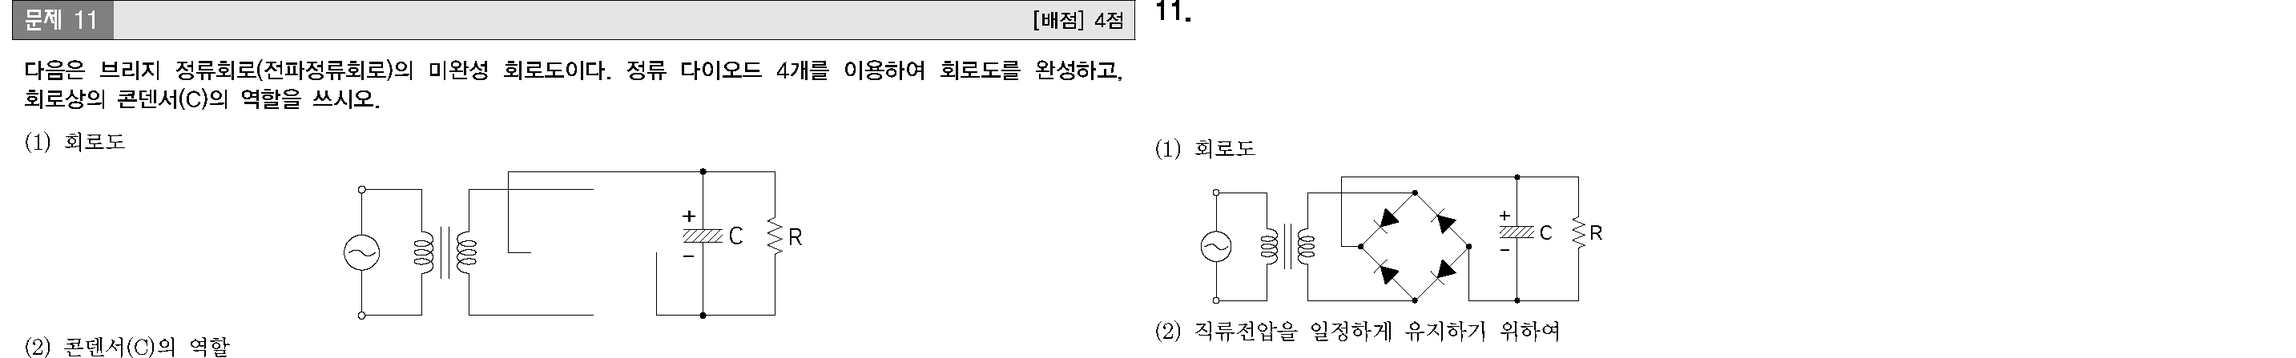 문제 11
[배점] 4점
다음은 브리지 정류회로(전파정류회로)의 미완성 회로도이다. 정류 다이오드 4개를 이용하여 회로도를 완성하고,
회로상의 콘덴서(C)의 역할을 쓰시오.
(1) 회로도
+
C
−
R
(2) 콘덴서(C)의 역할
11.
(1) 회로도
+
C
−
R
(2) 직류전압을 일정하게 유지하기 위하여